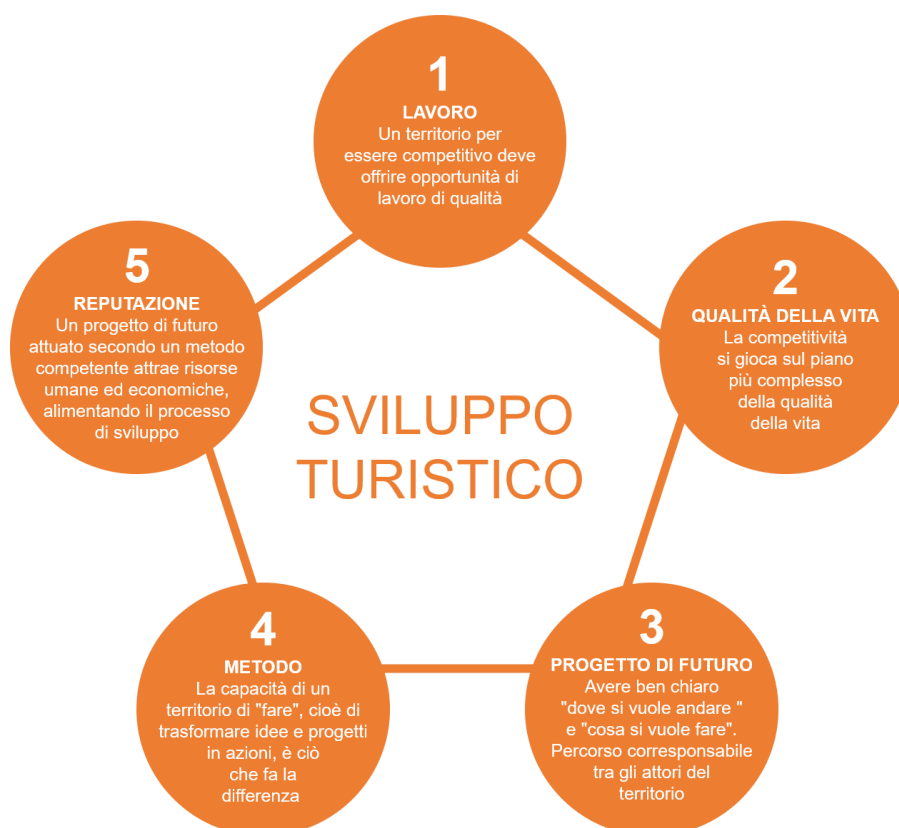 1
LAVORO
Un territorio per
essere competitivo deve
offrire opportunità di
lavoro di qualità
2
QUALITÀ DELLA VITA
La competitività
si gioca sul piano
più complesso
della qualità
della vita
3
PROGETTO DI FUTURO
Avere ben chiaro
"dove si vuole andare "
e "cosa si vuole fare".
Percorso corresponsabile
tra gli attori del
territorio
4
METODO
La capacità di un
territorio di "fare", cioè di
trasformare idee e progetti
in azioni, è ciò
che fa la
differenza
5
REPUTAZIONE
Un progetto di futuro
attuato secondo un metodo
competente attrae risorse
umane ed economiche,
alimentando il processo
di sviluppo
SVILUPPO
TURISTICO